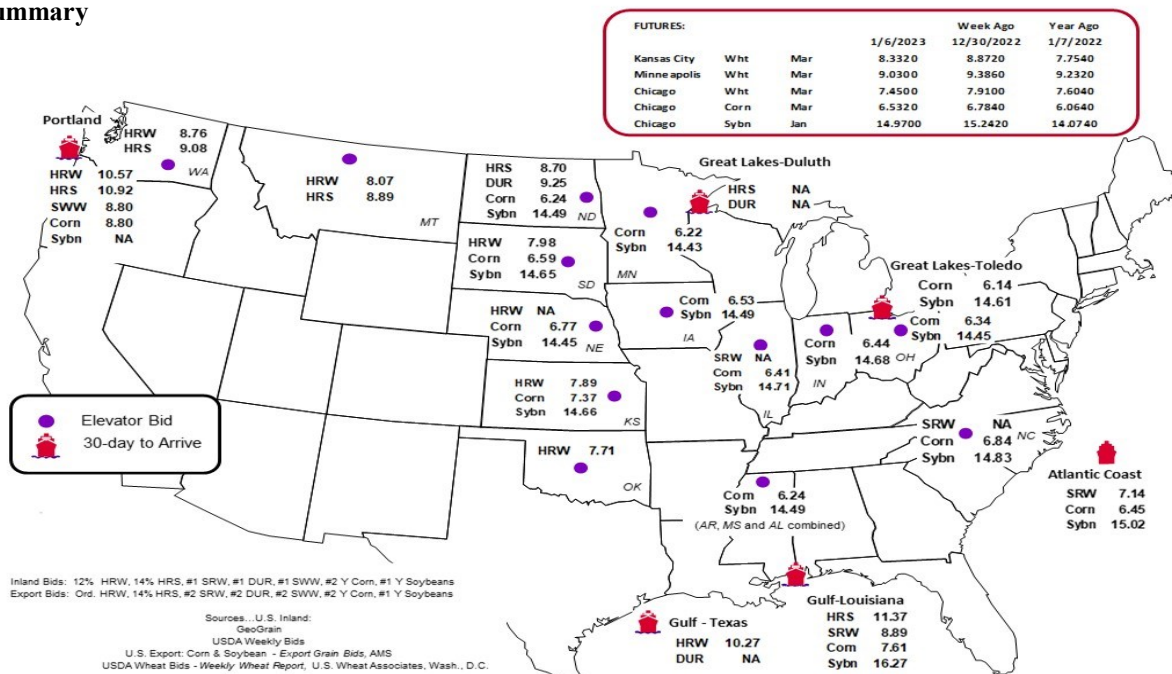 ummary
FUTURES: Week Ago Year Ago
1/6/2023 12/30/2022 1/7/2022
Kansas City Wht Mar 8.3320 8.8720 7.7540
Minneapolis Wht Mar 9.0300 9.3860 9.2320
Chicago Wht Mar 7.4500 7.9100 7.6040
Chicago Corn Mar 6.5320 6.7840 6.0640
Chicago Sybn Jan 14.9700 15.2420 14.0740
Portland
HRW 10.57
HRS 10.92
SWW 8.80
Corn 8.80
Sybn NA
HRW 8.76
HRS 9.08
WA
HRW 8.07
HRS 8.89
MT
HRS 8.70
DUR 9.25
Corn 6.24
Sybn 14.49 ND
Great Lakes-Duluth
HRS NA
DUR NA
Corn 6.22
Sybn 14.43
MN
HRW 7.98
Corn 6.59
Sybn 14.65
SD
Great Lakes-Toledo
Corn 6.14
Sybn 14.61
Corn 6.34
Sybn 14.45
OH
HRW NA
Corn 6.77
Sybn 14.45 NE
Corn 6.53
Sybn 14.49
IA
SRW NA
Corn 6.41
Sybn 14.71
IL
Corn 6.44
Sybn 14.68
IN
HRW 7.89
Corn 7.37
Sybn 14.66
KS
Elevator Bid
30-day to Arrive
HRW 7.71
OK
SRW NA
Corn 6.84 NC
Sybn 14.83
Atlantic Coast
SRW 7.14
Corn 6.45
Sybn 15.02
Corn 6.24
Sybn 14.49
(AR, MS and AL combined)
Gulf - Texas
HRW 10.27
DUR NA
Gulf-Louisiana
HRS 11.37
SRW 8.89
Corn 7.61
Sybn 16.27
Inland Bids: 12% HRW, 14% HRS, #1 SRW, #1 DUR, #1 SWW, #2 Y Corn, #1 Y Soybeans
Export Bids: Ord. HRW, 14% HRS, #2 SRW, #2 DUR, #2 SWW, #2 Y Corn, #1 Y Soybeans
Sources...U.S. Inland:
GeoGrain
USDA Weekly Bids
U.S. Export: Corn & Soybean - Export Grain Bids, AMS
USDA Wheat Bids - Weekly Wheat Report, U.S. Wheat Associates, Wash., D.C.